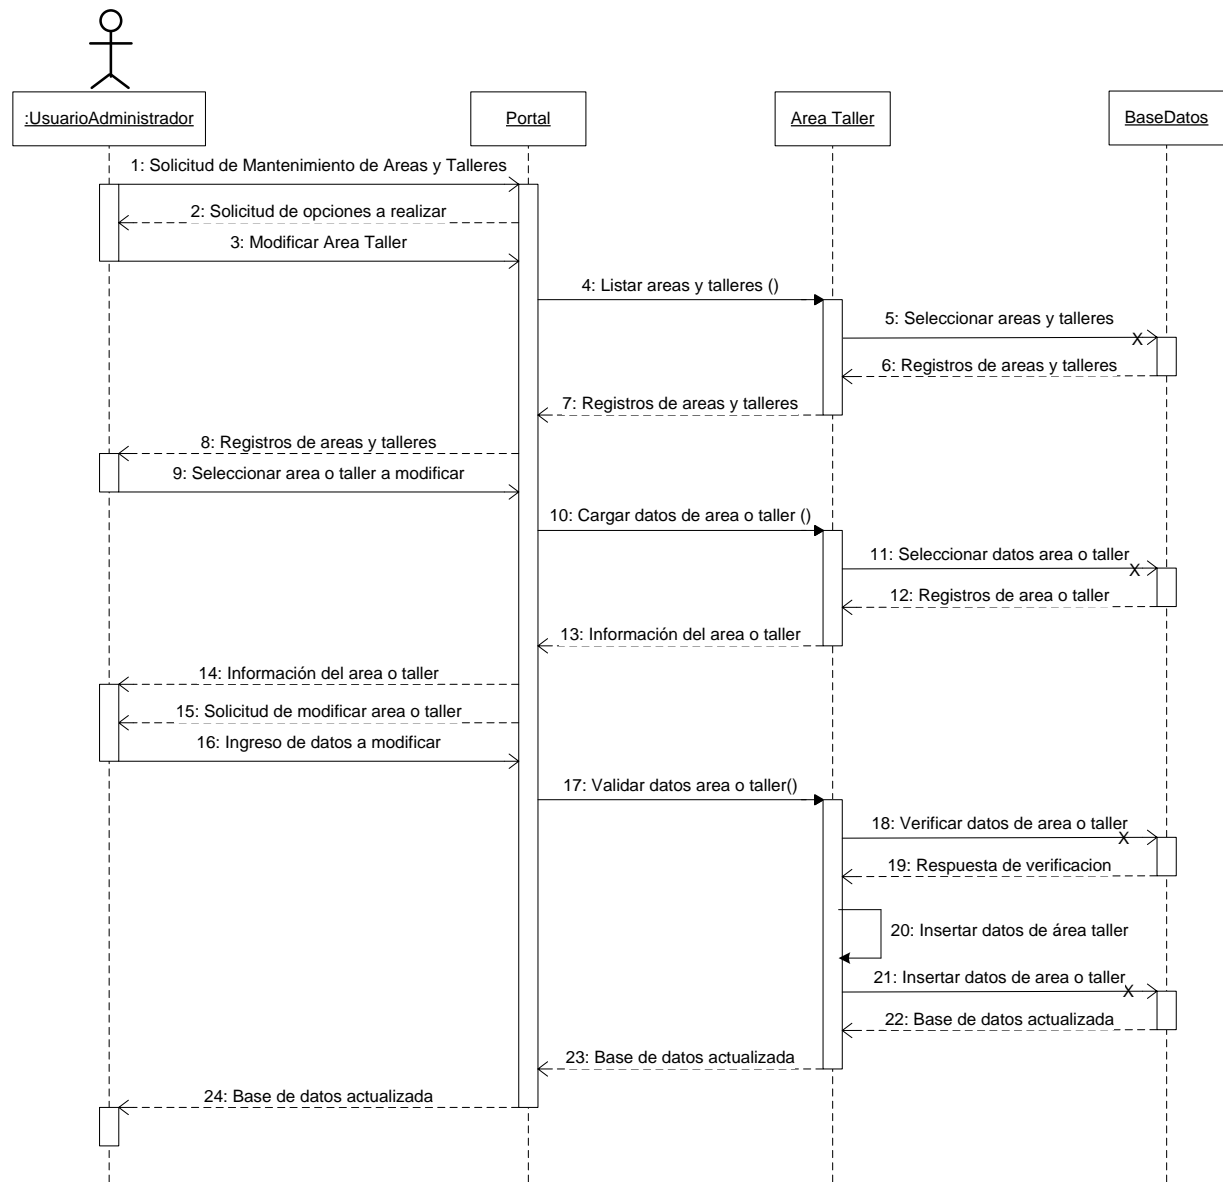 :UsuarioAdministrador
Portal
Area Taller
BaseDatos
1: Solicitud de Mantenimiento de Areas y Talleres
2: Solicitud de opciones a realizar
3: Modificar Area Taller
4: Listar areas y talleres ()
5: Seleccionar areas y talleres
X
6: Registros de areas y talleres
7: Registros de areas y talleres
8: Registros de areas y talleres
9: Seleccionar area o taller a modificar
10: Cargar datos de area o taller ()
11: Seleccionar datos area o taller
X
12: Registros de area o taller
13: Información del area o taller
14: Información del area o taller
15: Solicitud de modificar area o taller
16: Ingreso de datos a modificar
17: Validar datos area o taller()
18: Verificar datos de area o taller
X
19: Respuesta de verificacion
20: Insertar datos de área taller
21: Insertar datos de area o taller
X
22: Base de datos actualizada
23: Base de datos actualizada
24: Base de datos actualizada